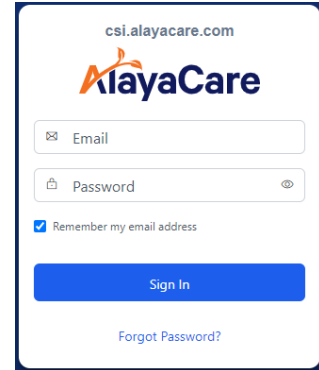 csi.alayacare.com
AlayaCare
Email
Password
Remember my email address
Sign In
Forgot Password?